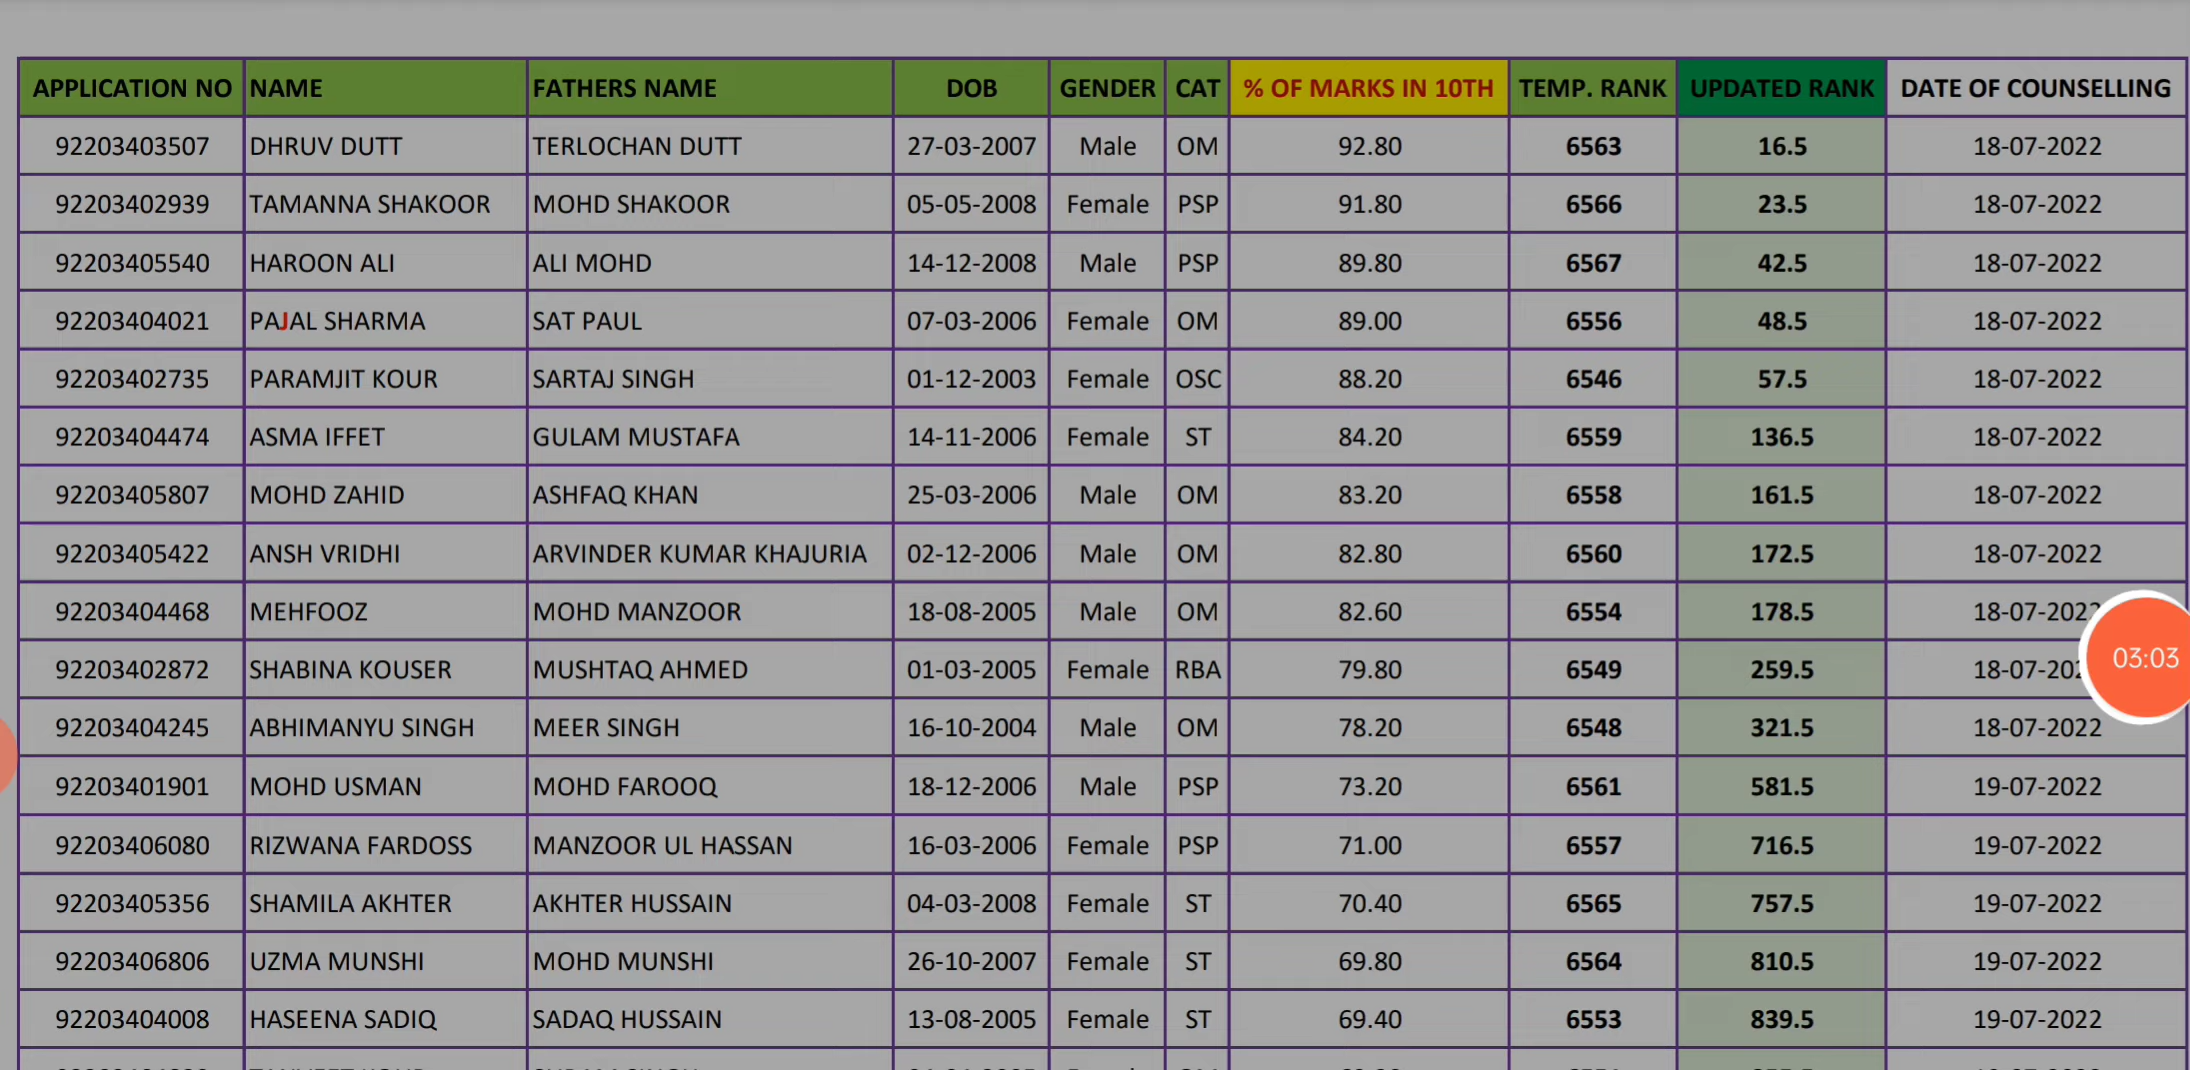 APPLICATION NO NAME FATHERS NAME DOB GENDER CAT % OF MARKS IN 10TH TEMP. RANK UPDATED RANK DATE OF COUNSELLING
92203403507 DHRUV DUTT TERLOCHAN DUTT 27-03-2007 Male OM 92.80 6563 16.5 18-07-2022
92203402939 TAMANNA SHAKOOR MOHD SHAKOOR 05-05-2008 Female PSP 91.80 6566 23.5 18-07-2022
92203405540 HAROON ALI ALI MOHD 14-12-2008 Male PSP 89.80 6567 42.5 18-07-2022
92203404021 PAJAL SHARMA SAT PAUL 07-03-2006 Female OM 89.00 6556 48.5 18-07-2022
92203402735 PARAMJIT KOUR SARTAJ SINGH 01-12-2003 Female OSC 88.20 6546 57.5 18-07-2022
92203404474 ASMA IFFET GULAM MUSTAFA 14-11-2006 Female ST 84.20 6559 136.5 18-07-2022
92203405807 MOHD ZAHID ASHFAQ KHAN 25-03-2006 Male OM 83.20 6558 161.5 18-07-2022
92203405422 ANSH VRIDHI ARVINDER KUMAR KHAJURIA 02-12-2006 Male OM 82.80 6560 172.5 18-07-2022
92203404468 MEHFOOZ MOHD MANZOOR 18-08-2005 Male OM 82.60 6554 178.5 18-07-2022
92203402872 SHABINA KOUSER MUSHTAQ AHMED 01-03-2005 Female RBA 79.80 6549 259.5 18-07-202
03:03
92203404245 ABHIMANYU SINGH MEER SINGH 16-10-2004 Male OM 78.20 6548 321.5 18-07-2022
92203401901 MOHD USMAN MOHD FAROOQ 18-12-2006 Male PSP 73.20 6561 581.5 19-07-2022
92203406080 RIZWANA FARDOSS MANZOOR UL HASSAN 16-03-2006 Female PSP 71.00 6557 716.5 19-07-2022
92203405356 SHAMILA AKHTER AKHTER HUSSAIN 04-03-2008 Female ST 70.40 6565 757.5 19-07-2022
92203406806 UZMA MUNSHI MOHD MUNSHI 26-10-2007 Female ST 69.80 6564 810.5 19-07-2022
92203404008 HASEENA SADIQ SADAQ HUSSAIN 13-08-2005 Female ST 69.40 6553 839.5 19-07-2022